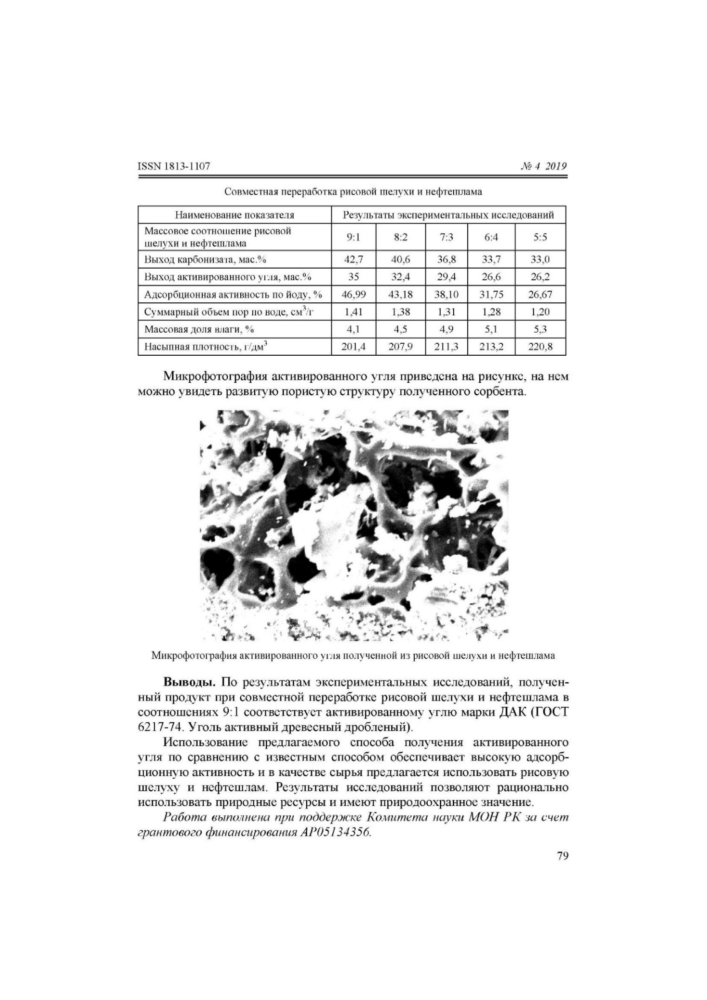 ISSN 1813-1107 № 4 2019
Совместная переработка рисовой шелухи и нефтешлама
Наименование показателя Результаты экспериментальных исследований
Массовое соотношение рисовой
шелухи и нефтешлама 9:1 8:2 7:3 6:4 5:5
Выход карбонизата, мас.% 42,7 40,6 36,8 33,7 33,0
Выход активированного угля, мас.% 35 32,4 29,4 26,6 26,2
Адсорбционная активность по йоду, % 46,99 43,18 38,10 31,75 26,67
Суммарный объем пор по воде, см³/г 1,41 1,38 1,31 1,28 1,20
Массовая доля влаги, % 4,1 4,5 4,9 5,1 5,3
Насыпная плотность, г/дм³ 201,4 207,9 211,3 213,2 220,8
Микрофотография активированного угля приведена на рисунке, на нем
можно увидеть развитую пористую структуру полученного сорбента.
Микрофотография активированного угля полученной из рисовой шелухи и нефтешлама
Выводы. По результатам экспериментальных исследований, получен-
ный продукт при совместной переработке рисовой шелухи и нефтешлама в
соотношениях 9:1 соответствует активированному углю марки ДАК (ГОСТ
6217-74. Уголь активный древесный дробленый).
Использование предлагаемого способа получения активированного
угля по сравнению с известным способом обеспечивает высокую адсорб-
ционную активность и в качестве сырья предлагается использовать рисовую
шелуху и нефтешлам. Результаты исследований позволяют рационально
использовать природные ресурсы и имеют природоохранное значение.
Работа выполнена при поддержке Комитета науки МОН РК за счет
грантового финансирования АР05134356.
79